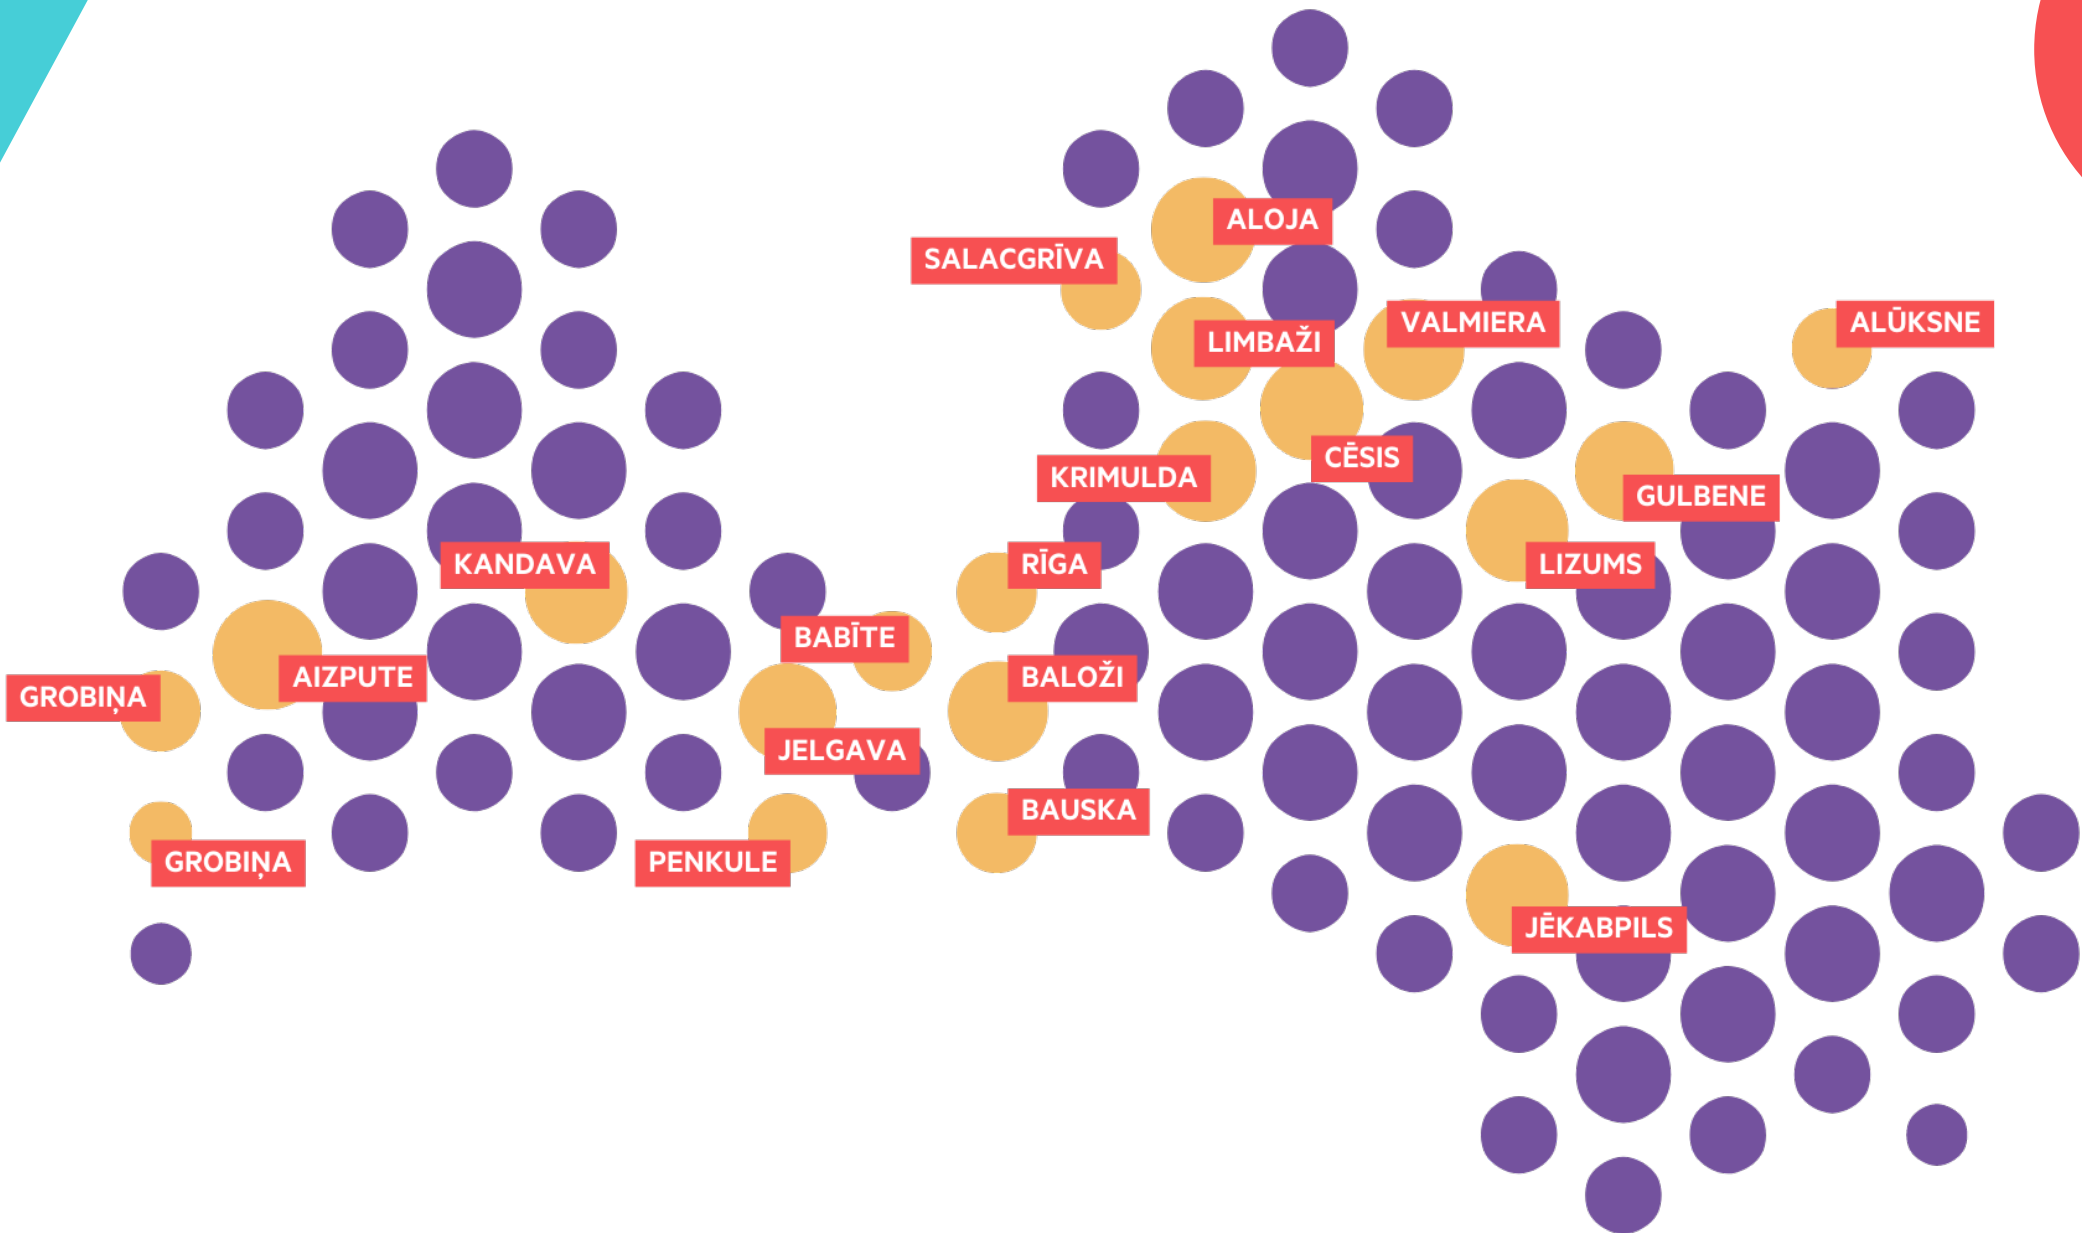 ALOJA
SALACGRĪVA
VALMIERA
ALŪKSNE
LIMBAŽI
CĒSIS
KRIMULDA
GULBENE
KANDAVA
RĪGA
LIZUMS
BABĪTE
AIZPUTE
BALOŽI
GROBIŅA
JELGAVA
BAUSKA
GROBIŅA
PENKULE
JĒKABPILS